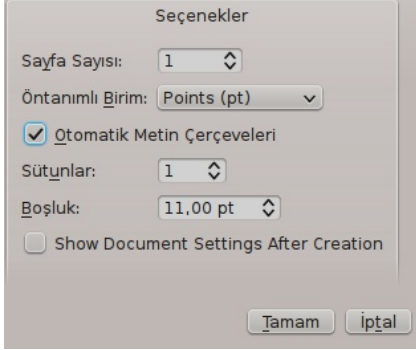 Seçenekler
Sayfa Sayısı: 1
Öntanımlı Birim: Points (pt)
Otomatik Metin Çerçeveleri
Sütunlar: 1
Boşluk: 11,00 pt
Show Document Settings After Creation
Tamam İptal